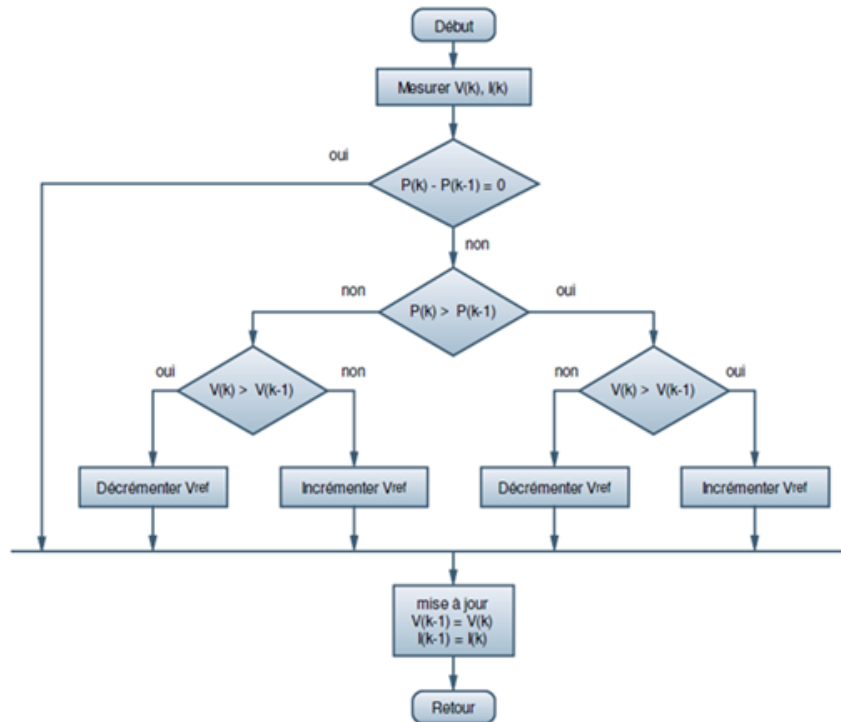 Début
Mesurer V(k), I(k)
oui
P(k) - P(k-1) = 0
non
non
P(k) > P(k-1)
oui
oui
V(k) > V(k-1)
non
non
V(k) > V(k-1)
oui
Décrémenter Vref
Incrémenter Vref
Décrémenter Vref
Incrémenter Vref
mise à jour
V(k-1) = V(k)
I(k-1) = I(k)
Retour